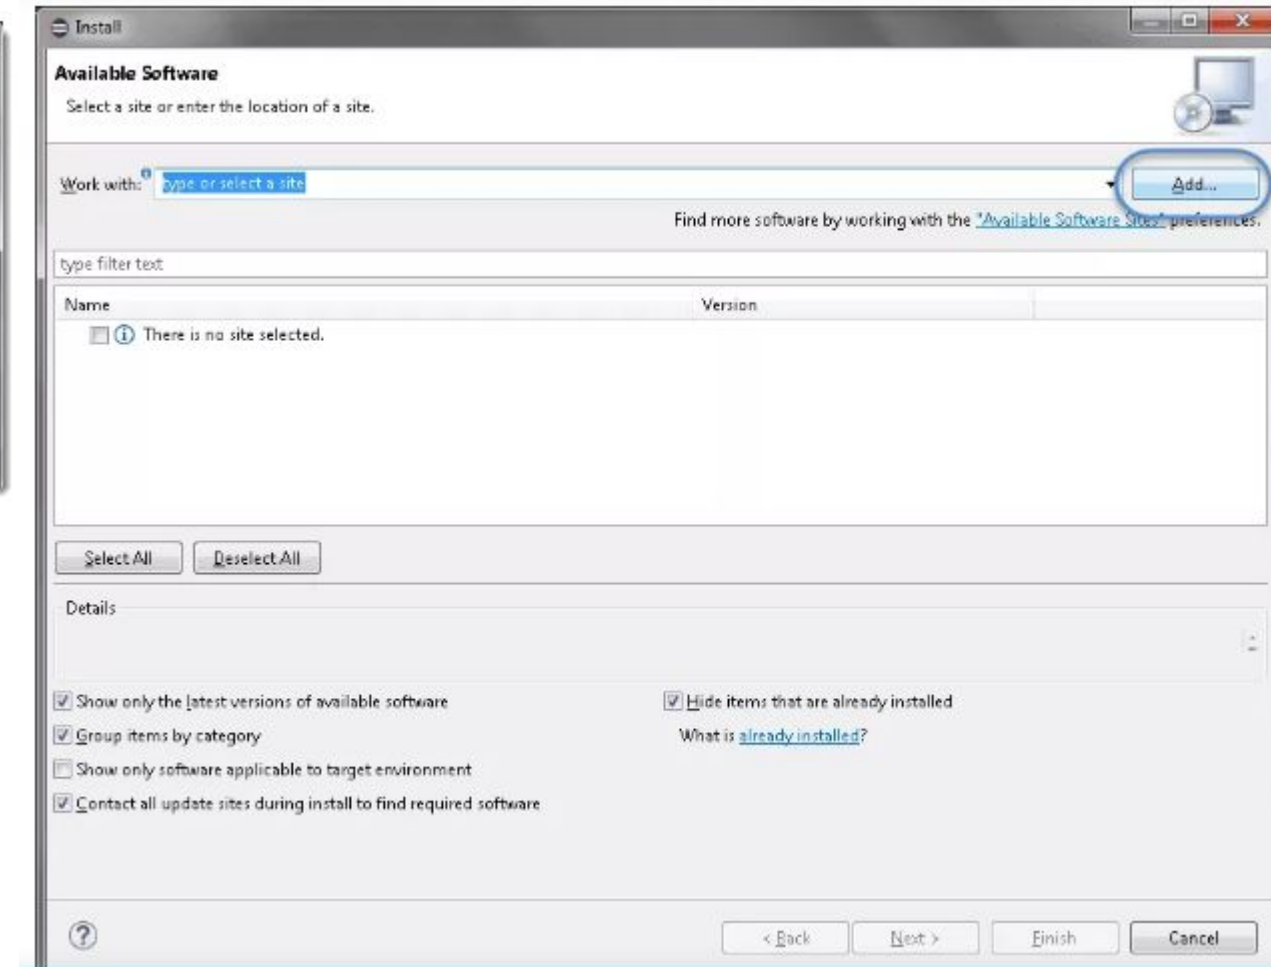 Install
Available Software
Select a site or enter the location of a site.
Work with: type or select a site Add...
Find more software by working with the "Available Software Sites" preferences.
type filter text
Name Version
There is no site selected.
Select All Deselect All
Details
Show only the latest versions of available software Hide items that are already installed
Group items by category What is already installed?
Show only software applicable to target environment
Contact all update sites during install to find required software
? < Back Next > Finish Cancel